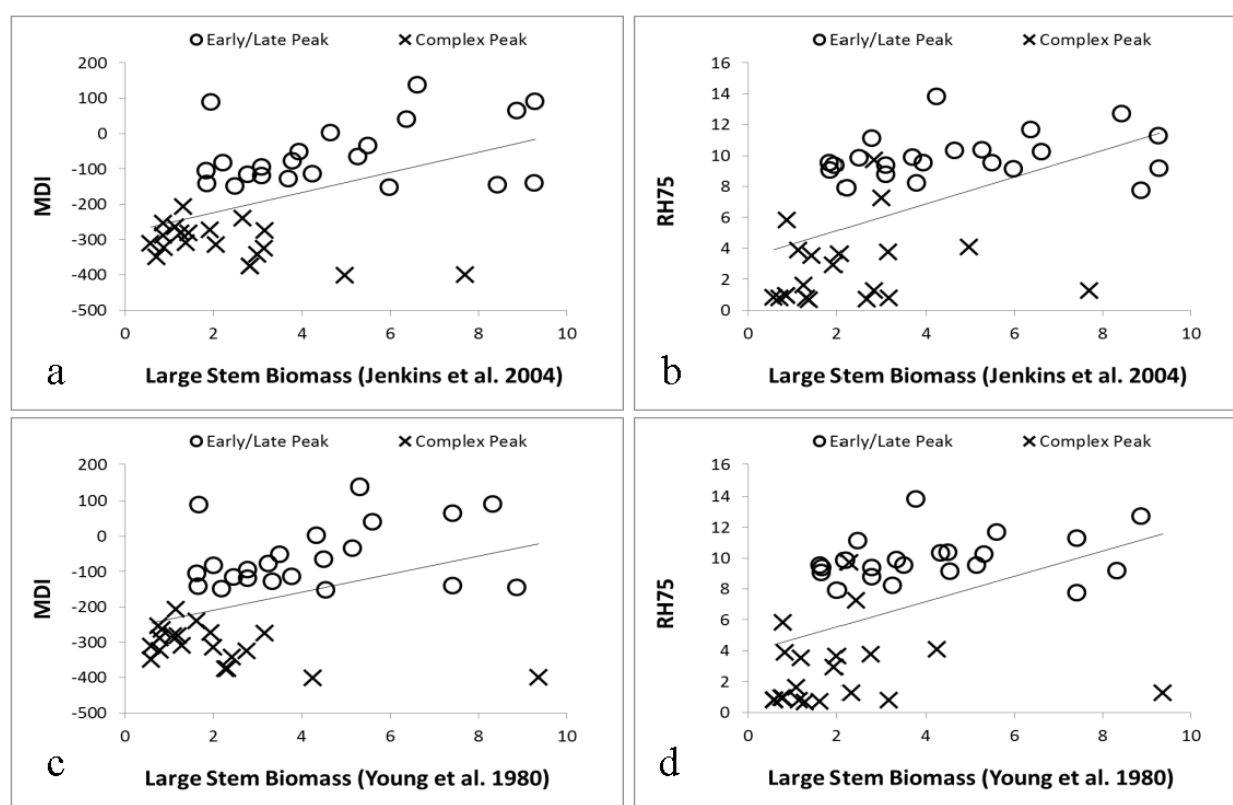 Early/Late Peak Complex Peak
200
100
0
-100
-200
-300
-400
-500
MDI
0 2 4 6 8 10
a
Large Stem Biomass (Jenkins et al. 2004)
Early/Late Peak Complex Peak
16
14
12
10
8
6
4
2
0
RH75
0 2 4 6 8 10
b
Large Stem Biomass (Jenkins et al. 2004)
Early/Late Peak Complex Peak
200
100
0
-100
-200
-300
-400
-500
MDI
0 2 4 6 8 10
c
Large Stem Biomass (Young et al. 1980)
Early/Late Peak Complex Peak
16
14
12
10
8
6
4
2
0
RH75
0 2 4 6 8 10
d
Large Stem Biomass (Young et al. 1980)